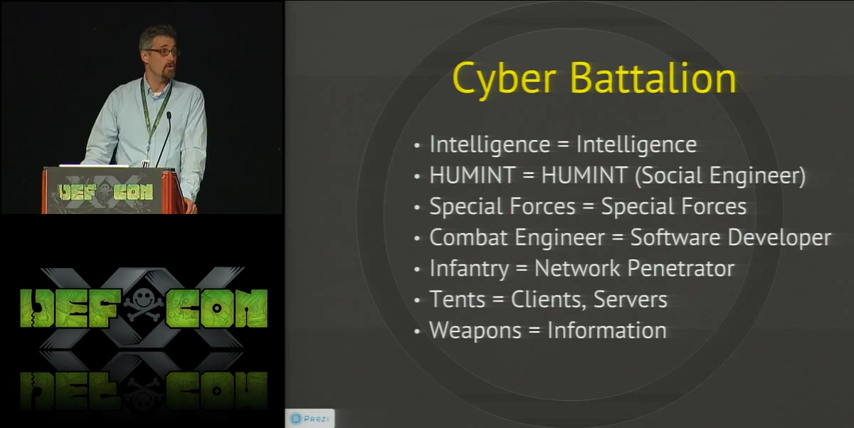 DEF CON
DEF CON
Cyber Battalion
• Intelligence = Intelligence
• HUMINT = HUMINT (Social Engineer)
• Special Forces = Special Forces
• Combat Engineer = Software Developer
• Infantry = Network Penetrator
• Tents = Clients, Servers
• Weapons = Information
Prezi